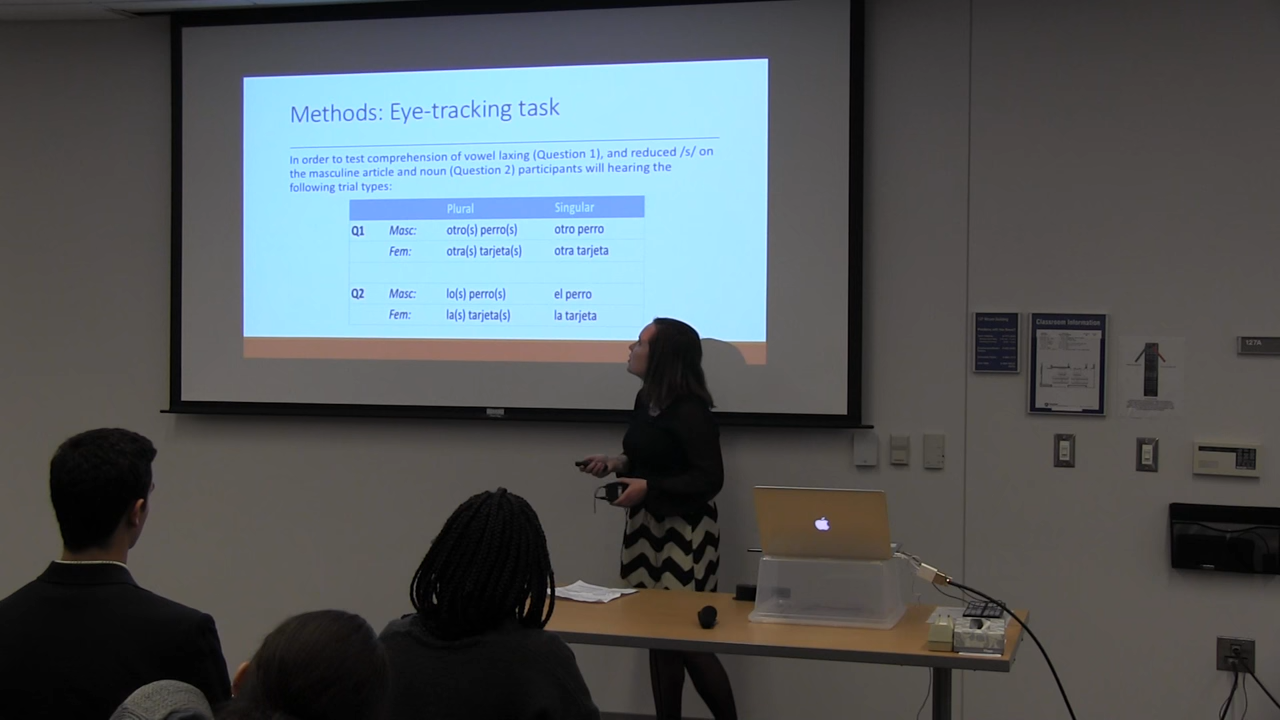 Methods: Eye-tracking task
In order to test comprehension of vowel laxing (Question 1), and reduced /s/ on
the masculine article and noun (Question 2) participants will hearing the
following trial types:
Plural Singular
Q1 Masc: otro(s) perro(s) otro perro
Fem: otra(s) tarjeta(s) otra tarjeta
Q2 Masc: lo(s) perro(s) el perro
Fem: la(s) tarjeta(s) la tarjeta
Classroom Information
127A